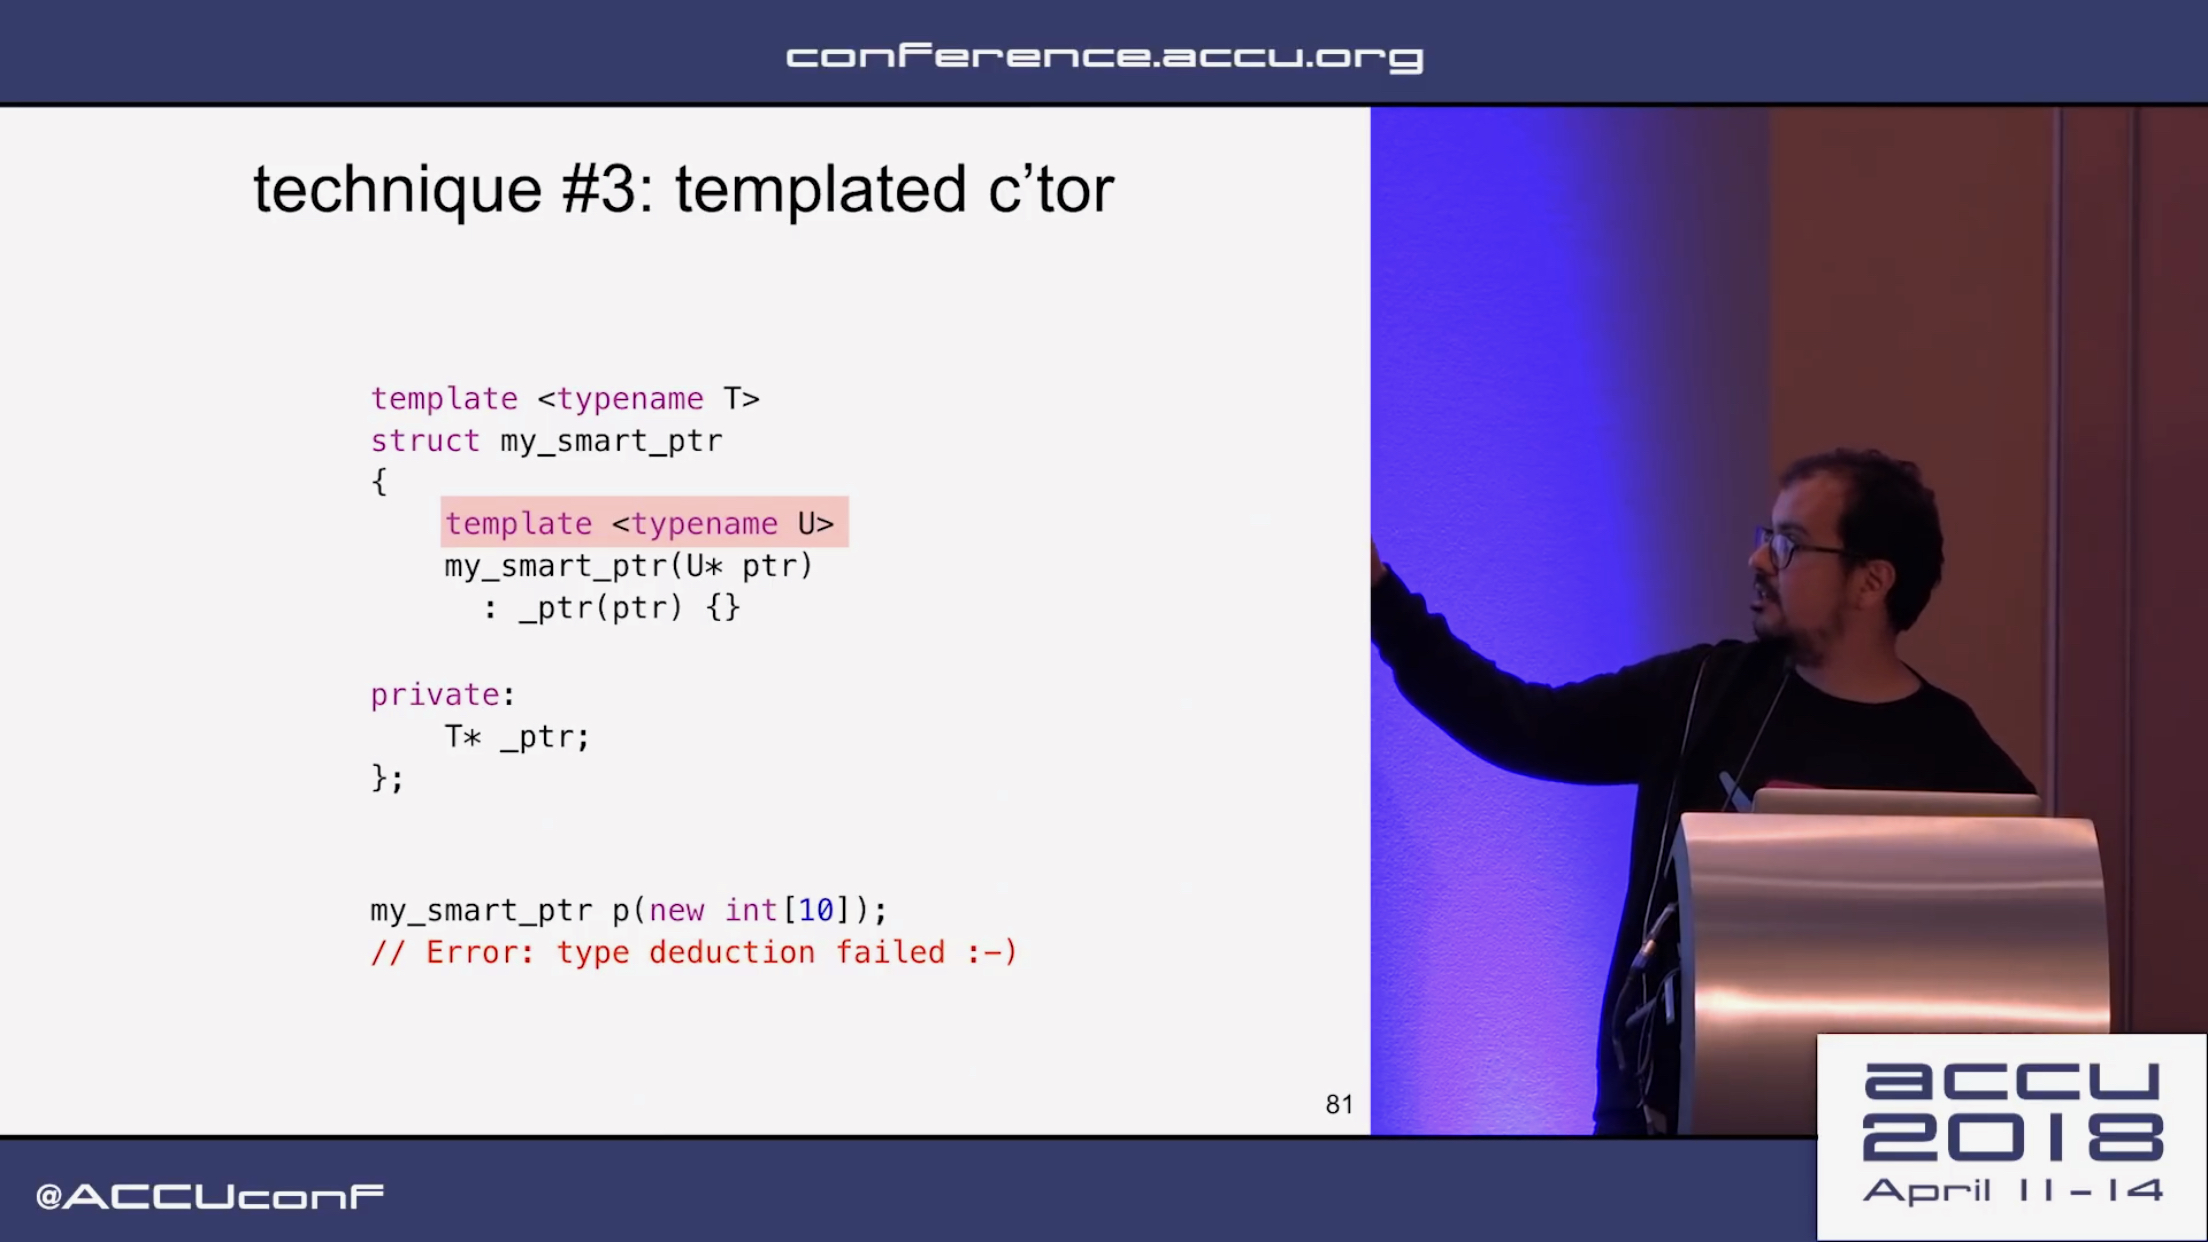 conference.accu.org
technique #3: templated c’tor
template <typename T>
struct my_smart_ptr
{
template <typename U>
my_smart_ptr(U* ptr)
: _ptr(ptr) {}
private:
T* _ptr;
};
my_smart_ptr p(new int[10]);
// Error: type deduction failed :-)
81
@ACCUconf
accu
2018
April 11-14